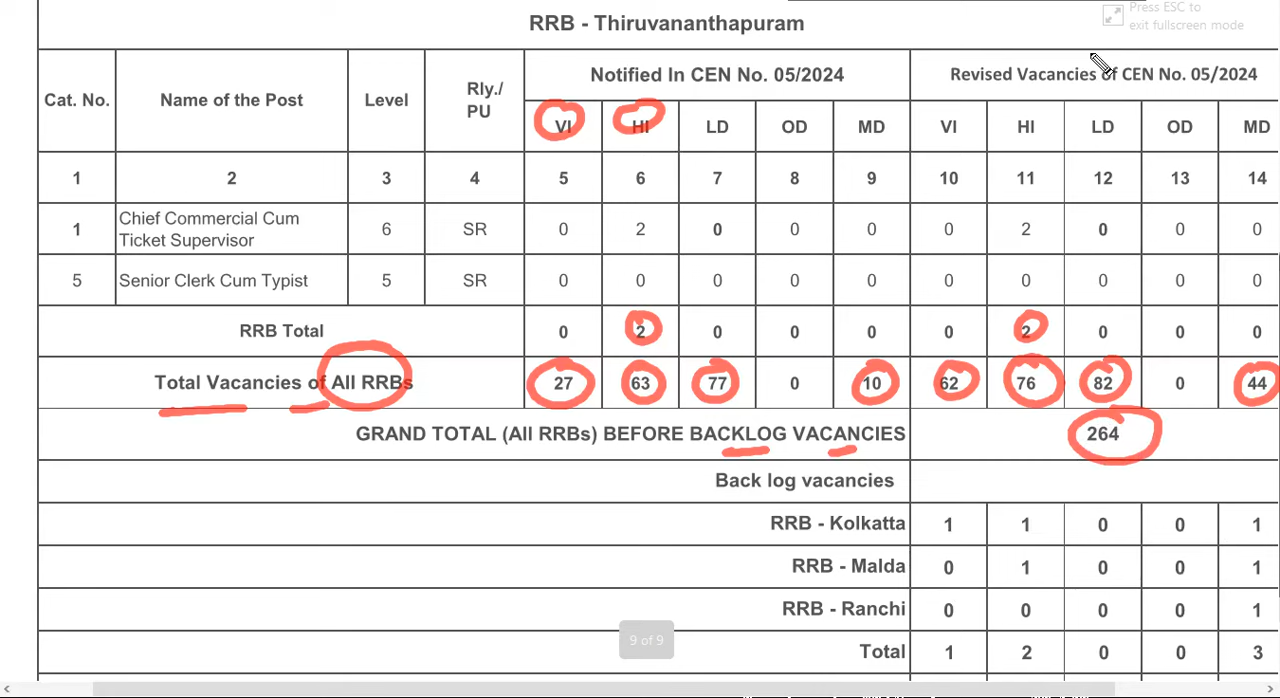 Press ESC to
exit fullscreen mode
RRB - Thiruvananthapuram
Cat. No. Name of the Post Level Rly./ PU Notified In CEN No. 05/2024 Revised Vacancies of CEN No. 05/2024
VI HI LD OD MD VI HI LD OD MD
1 2 3 4 5 6 7 8 9 10 11 12 13 14
1 Chief Commercial Cum Ticket Supervisor 6 SR 0 2 0 0 0 0 2 0 0 0
5 Senior Clerk Cum Typist 5 SR 0 0 0 0 0 0 0 0 0 0
RRB Total 0 2 0 0 0 0 2 0 0 0
Total Vacancies of All RRBs 27 63 77 0 10 62 76 82 0 44
GRAND TOTAL (All RRBs) BEFORE BACKLOG VACANCIES 264
Back log vacancies
RRB - Kolkatta 1 1 0 0 1
RRB - Malda 0 1 0 0 1
RRB - Ranchi 0 0 0 0 1
9 of 9
Total 1 2 0 0 3